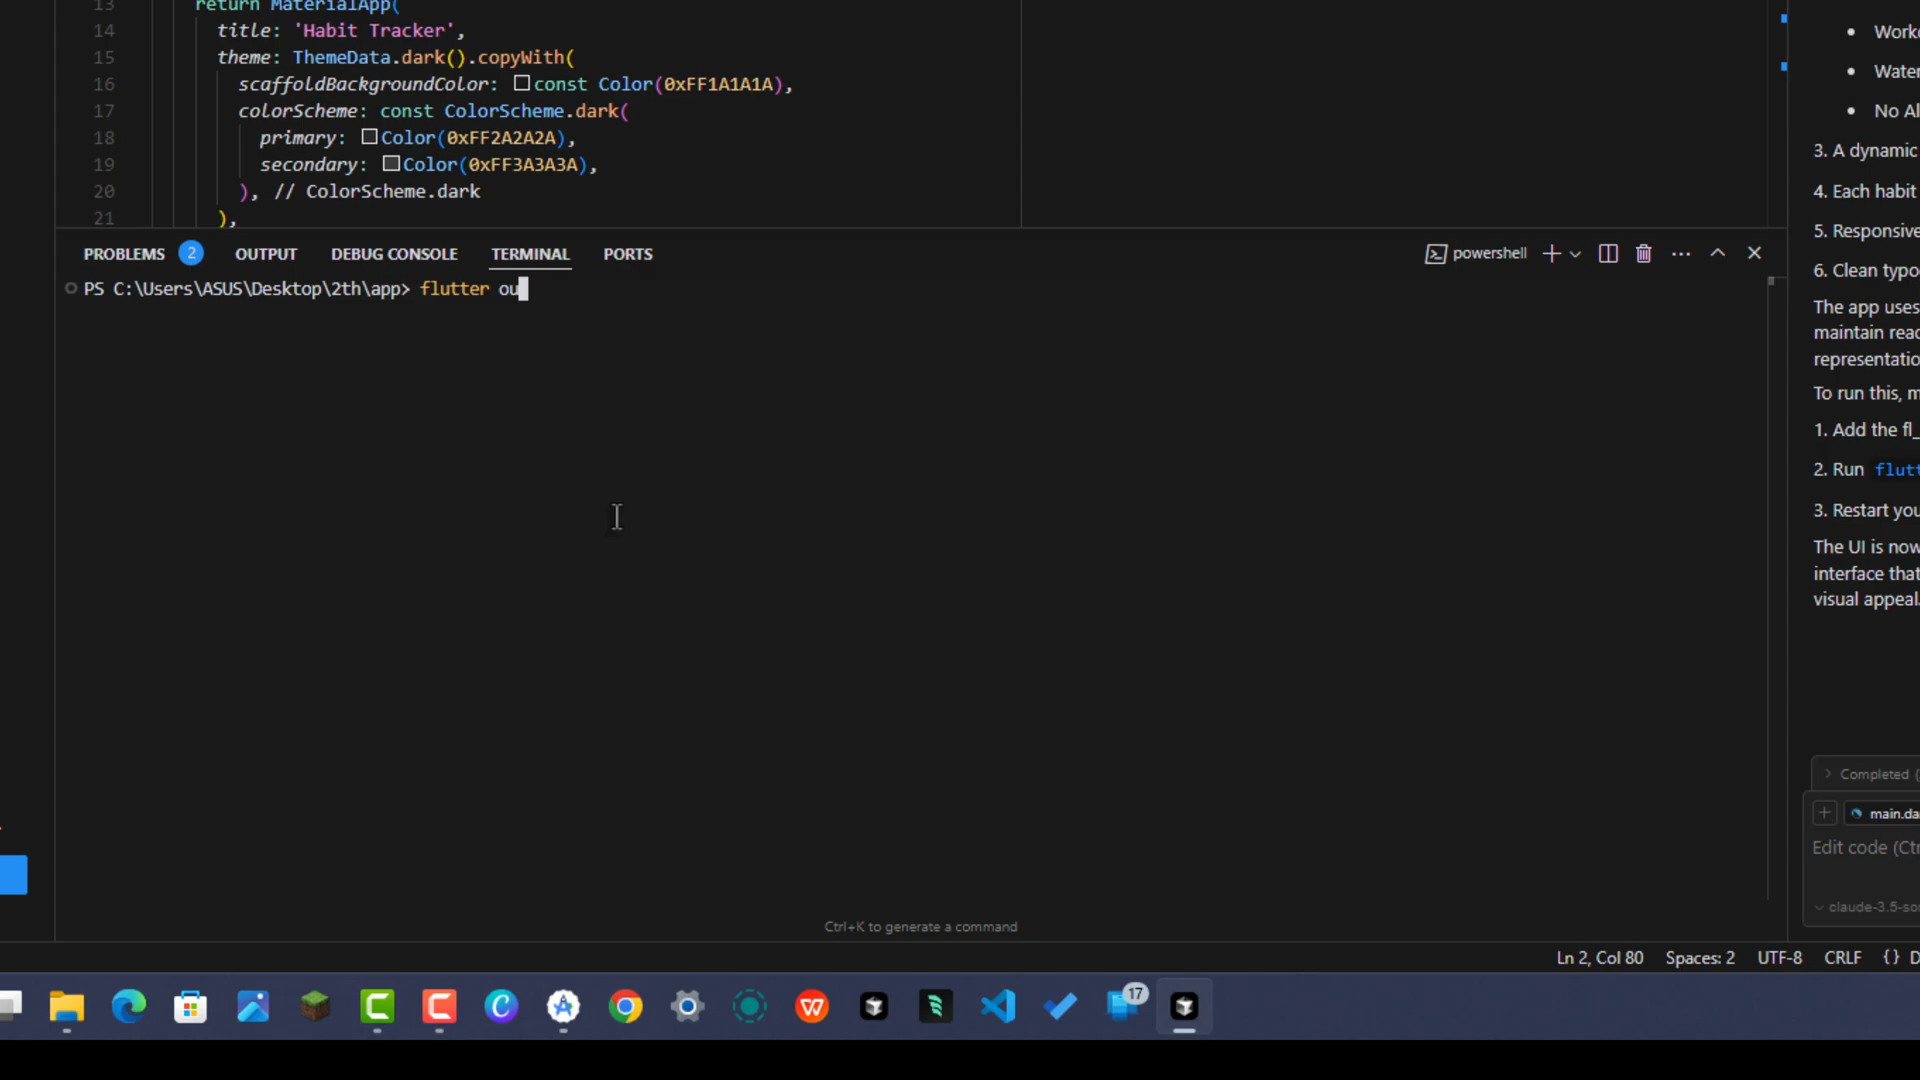 13 return MaterialApp(
14 title: 'Habit Tracker',
15 theme: ThemeData.dark().copyWith(
16 scaffoldBackgroundColor: const Color(0xFF1A1A1A),
17 colorScheme: const ColorScheme.dark(
18 primary: Color(0xFF2A2A2A),
19 secondary: Color(0xFF3A3A3A),
20 ), // ColorScheme.dark
21 ),
PROBLEMS 2 OUTPUT DEBUG CONSOLE TERMINAL PORTS powershell
PS C:\Users\ASUS\Desktop\2th\app> flutter ou
Ctrl+K to generate a command
• Work
• Water
• No Al
3. A dynamic
4. Each habit
5. Responsive
6. Clean typo
The app uses
maintain read
representatio
To run this, m
1. Add the fl_
2. Run flutt
3. Restart you
The UI is now
interface that
visual appeal.
Completed (
main.da
Edit code (Ctr
claude-3.5-so
Ln 2, Col 80 Spaces: 2 UTF-8 CRLF {} D
17